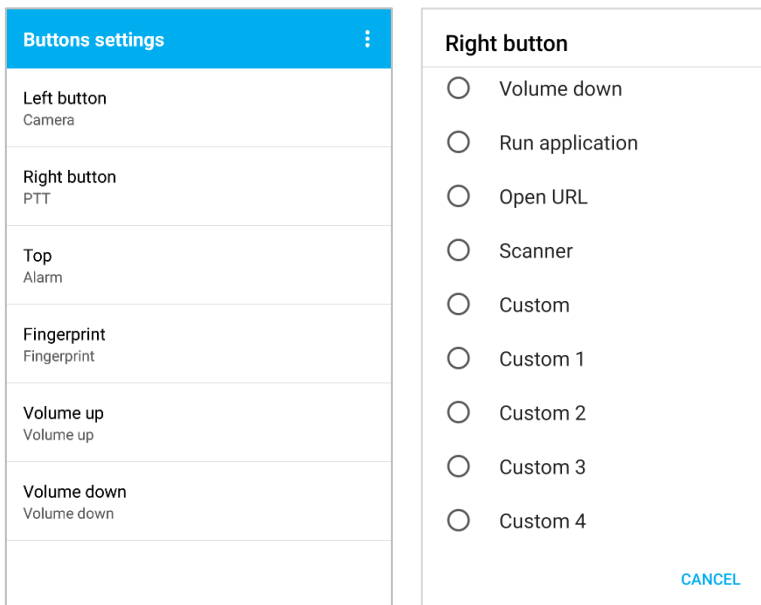 Buttons settings
Left button
Camera
Right button
PTT
Top
Alarm
Fingerprint
Fingerprint
Volume up
Volume up
Volume down
Volume down
Right button
Volume down
Run application
Open URL
Scanner
Custom
Custom 1
Custom 2
Custom 3
Custom 4
CANCEL